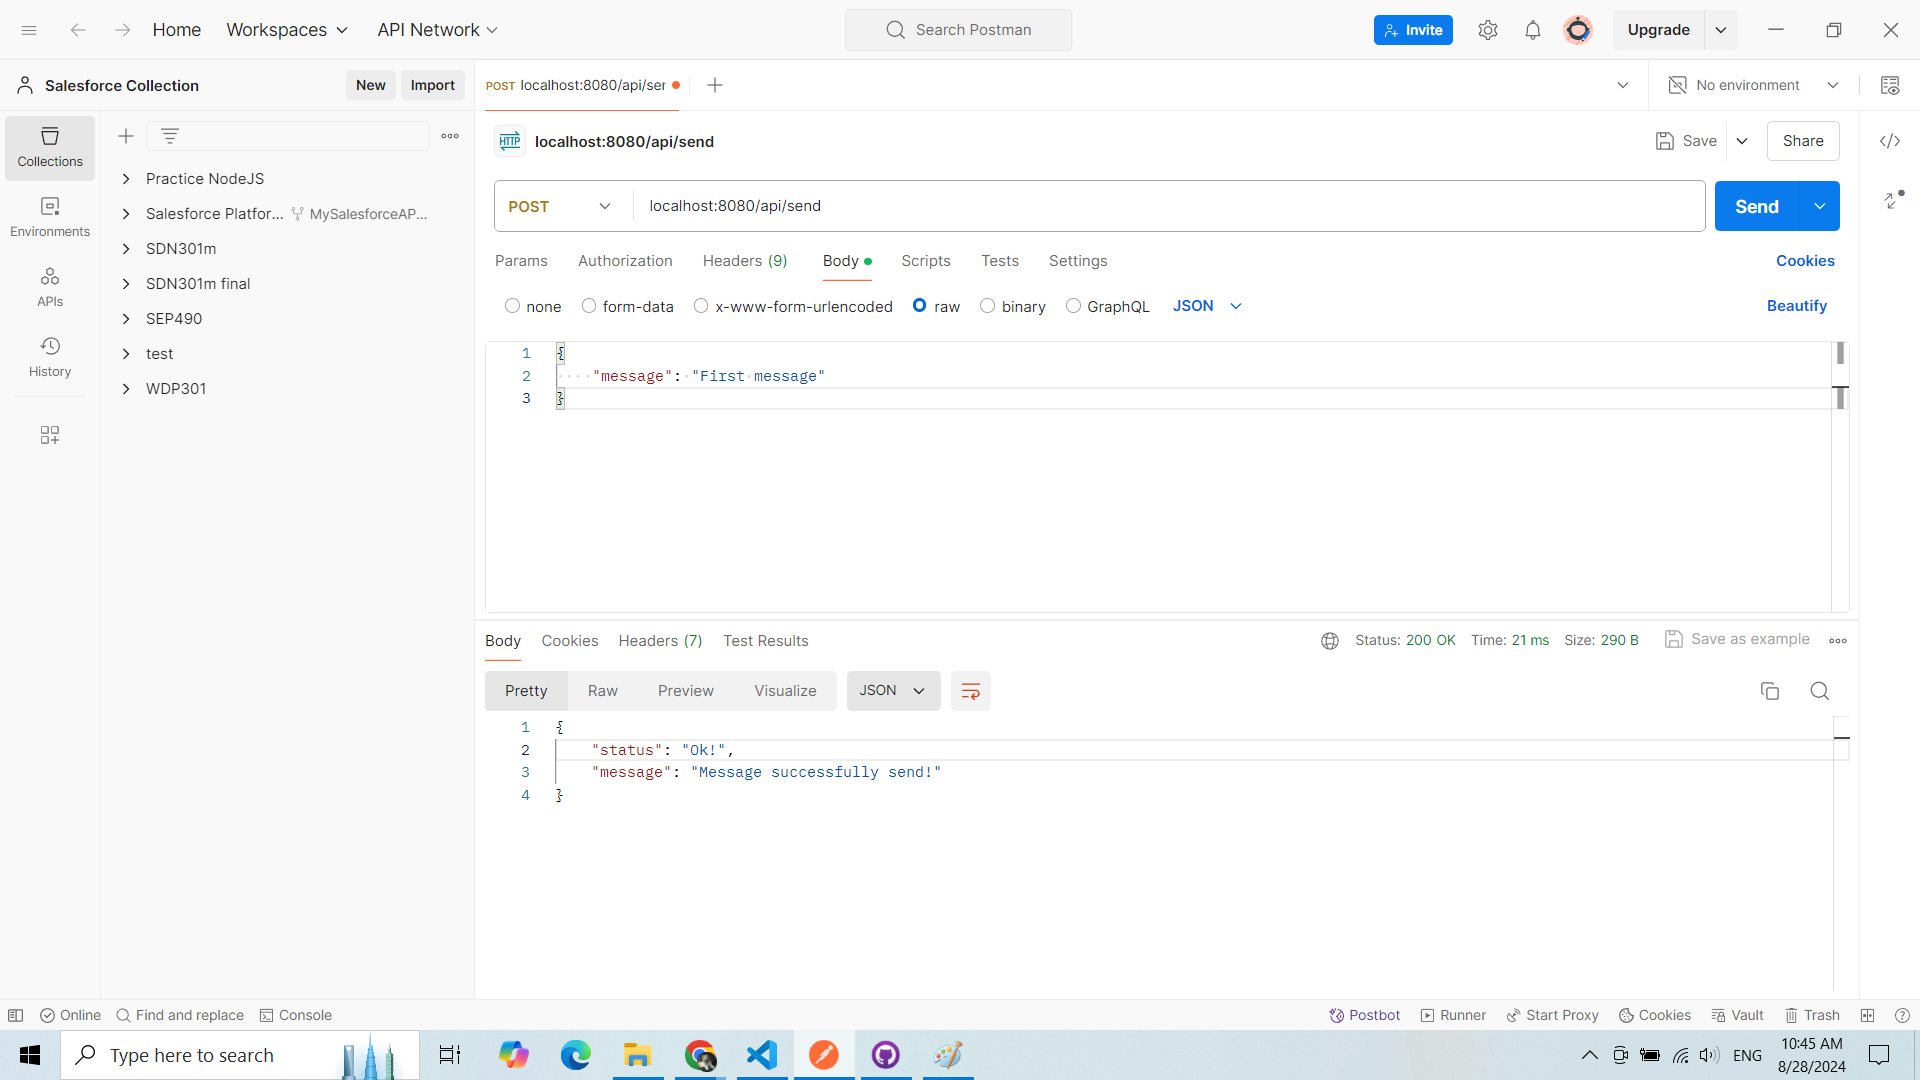 Home Workspaces API Network Search Postman Invite Upgrade
Salesforce Collection New Import POST localhost:8080/api/ser No environment
Collections
Environments
APIs
History
Practice NodeJS
Salesforce Platfor... MySalesforceAP...
SDN301m
SDN301m final
SEP490
test
WDP301
HTTP localhost:8080/api/send Save Share
POST localhost:8080/api/send Send
Params Authorization Headers (9) Body Scripts Tests Settings Cookies
none form-data x-www-form-urlencoded raw binary GraphQL JSON Beautify
1 {
2 "message": "First message"
3 }
Body Cookies Headers (7) Test Results Status: 200 OK Time: 21 ms Size: 290 B Save as example
Pretty Raw Preview Visualize JSON
1 {
2 "status": "Ok!",
3 "message": "Message successfully send!"
4 }
Online Find and replace Console Postbot Runner Start Proxy Cookies Vault Trash
Type here to search ENG 10:45 AM
8/28/2024